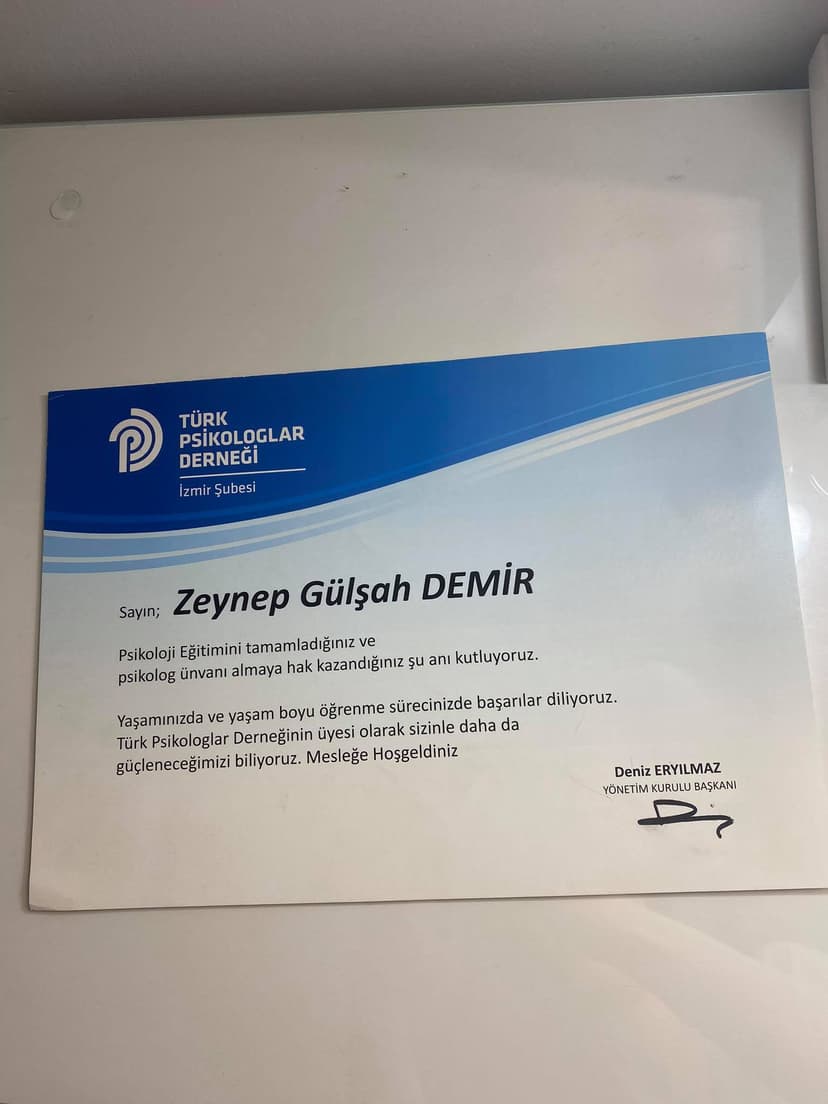 TÜRK
PSİKOLOGLAR
DERNEĞİ
İzmir Şubesi
Sayın; Zeynep Gülşah DEMİR
Psikoloji Eğitimini tamamladığınız ve
psikolog ünvanı almaya hak kazandığınız şu anı kutluyoruz.
Yaşamınızda ve yaşam boyu öğrenme sürecinizde başarılar diliyoruz.
Türk Psikologlar Derneğinin üyesi olarak sizinle daha da
güçleneceğimizi biliyoruz. Mesleğe Hoşgeldiniz
Deniz ERYILMAZ
YÖNETİM KURULU BAŞKANI